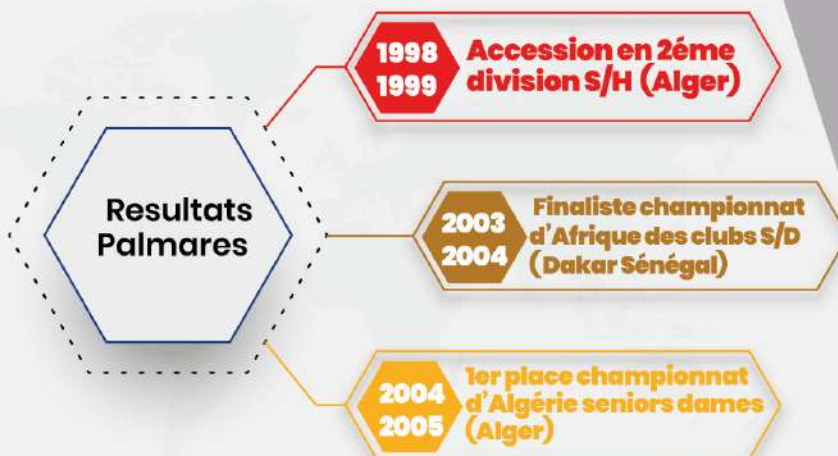 Resultats
Palmares
1998
1999
Accession en 2éme
division S/H (Alger)
2003
2004
Finaliste championnat
d'Afrique des clubs S/D
(Dakar Sénégal)
2004
2005
1er place championnat
d'Algérie seniors dames
(Alger)